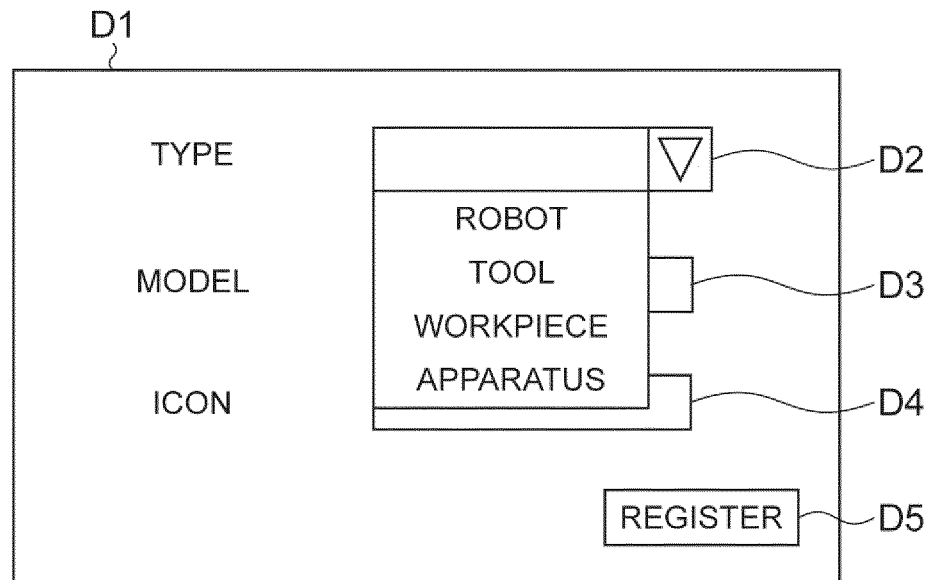 D1
TYPE
D2
ROBOT
MODEL
TOOL
D3
WORKPIECE
ICON
APPARATUS
D4
REGISTER
D5